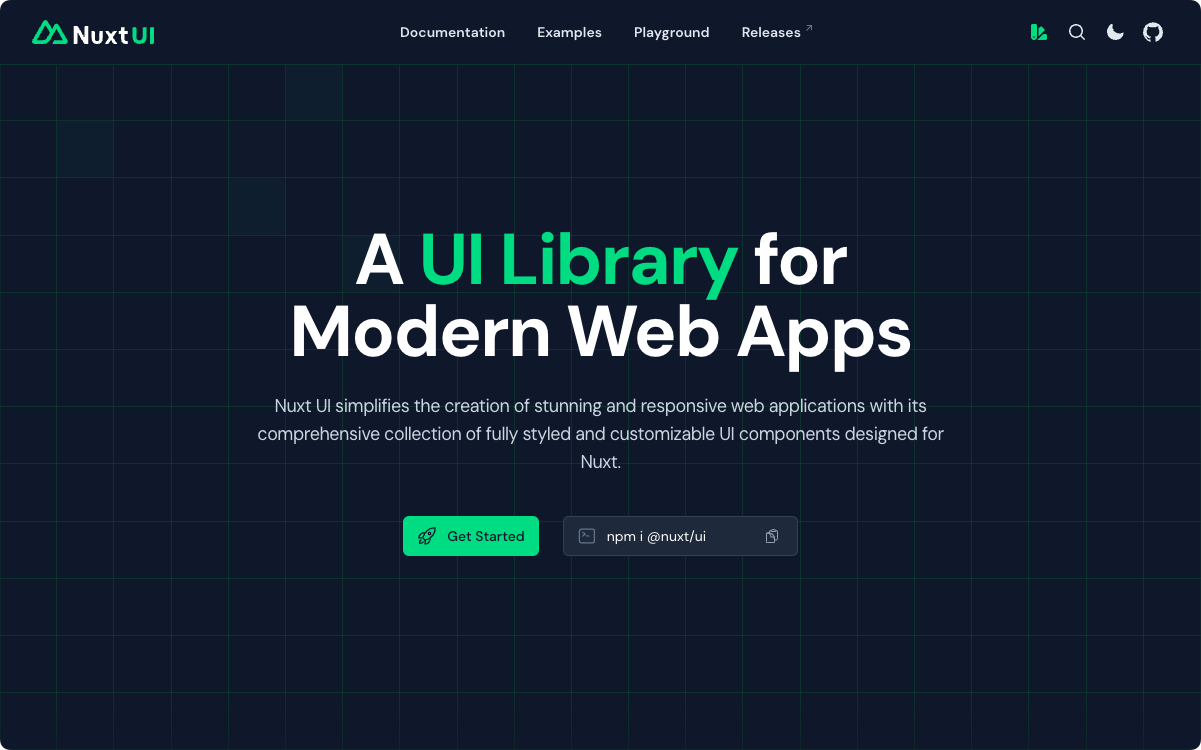 Nuxt UI
Documentation
Examples
Playground
Releases
A UI Library for
Modern Web Apps
Nuxt UI simplifies the creation of stunning and responsive web applications with its
comprehensive collection of fully styled and customizable UI components designed for
Nuxt.
Get Started
npm i @nuxt/ui